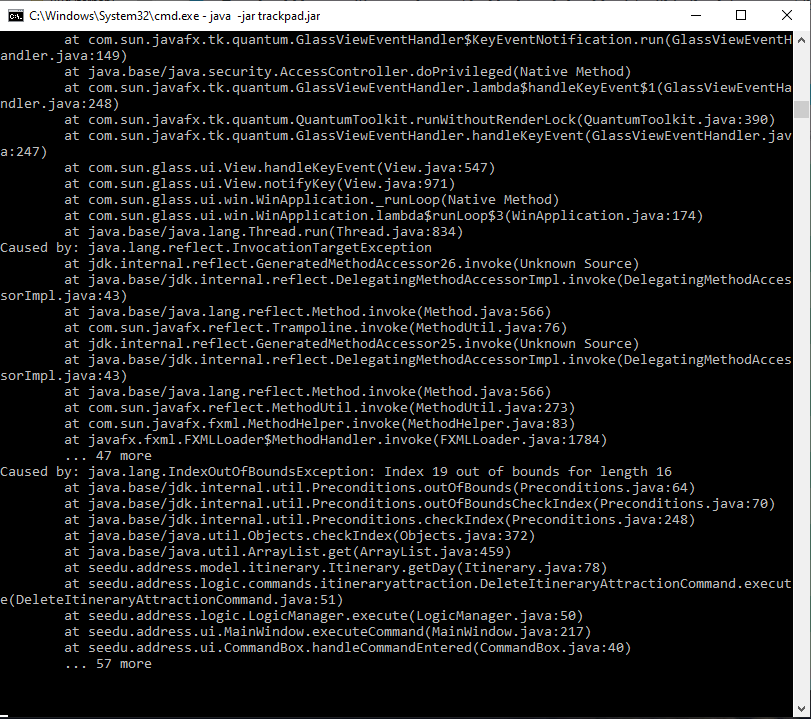 C:\Windows\System32\cmd.exe - java  -jar trackpad.jar
        at com.sun.javafx.tk.quantum.GlassViewEventHandler$KeyEventNotification.run(GlassViewEventH
andler.java:149)
        at java.base/java.security.AccessController.doPrivileged(Native Method)
        at com.sun.javafx.tk.quantum.GlassViewEventHandler.lambda$handleKeyEvent$1(GlassViewEventHa
ndler.java:248)
        at com.sun.javafx.tk.quantum.QuantumToolkit.runWithoutRenderLock(QuantumToolkit.java:390)
        at com.sun.javafx.tk.quantum.GlassViewEventHandler.handleKeyEvent(GlassViewEventHandler.jav
a:247)
        at com.sun.glass.ui.View.handleKeyEvent(View.java:547)
        at com.sun.glass.ui.View.notifyKey(View.java:971)
        at com.sun.glass.ui.win.WinApplication._runLoop(Native Method)
        at com.sun.glass.ui.win.WinApplication.lambda$runLoop$3(WinApplication.java:174)
        at java.base/java.lang.Thread.run(Thread.java:834)
Caused by: java.lang.reflect.InvocationTargetException
        at jdk.internal.reflect.GeneratedMethodAccessor26.invoke(Unknown Source)
        at java.base/jdk.internal.reflect.DelegatingMethodAccessorImpl.invoke(DelegatingMethodAcces
sorImpl.java:43)
        at java.base/java.lang.reflect.Method.invoke(Method.java:566)
        at com.sun.javafx.reflect.Trampoline.invoke(MethodUtil.java:76)
        at jdk.internal.reflect.GeneratedMethodAccessor25.invoke(Unknown Source)
        at java.base/jdk.internal.reflect.DelegatingMethodAccessorImpl.invoke(DelegatingMethodAcces
sorImpl.java:43)
        at java.base/java.lang.reflect.Method.invoke(Method.java:566)
        at com.sun.javafx.reflect.MethodUtil.invoke(MethodUtil.java:273)
        at com.sun.javafx.fxml.MethodHelper.invoke(MethodHelper.java:83)
        at javafx.fxml.FXMLLoader$MethodHandler.invoke(FXMLLoader.java:1784)
        ... 47 more
Caused by: java.lang.IndexOutOfBoundsException: Index 19 out of bounds for length 16
        at java.base/jdk.internal.util.Preconditions.outOfBounds(Preconditions.java:64)
        at java.base/jdk.internal.util.Preconditions.outOfBoundsCheckIndex(Preconditions.java:70)
        at java.base/jdk.internal.util.Preconditions.checkIndex(Preconditions.java:248)
        at java.base/java.util.Objects.checkIndex(Objects.java:372)
        at java.base/java.util.ArrayList.get(ArrayList.java:459)
        at seedu.address.model.itinerary.Itinerary.getDay(Itinerary.java:78)
        at seedu.address.logic.commands.itineraryattraction.DeleteItineraryAttractionCommand.execut
e(DeleteItineraryAttractionCommand.java:51)
        at seedu.address.logic.LogicManager.execute(LogicManager.java:50)
        at seedu.address.ui.MainWindow.executeCommand(MainWindow.java:217)
        at seedu.address.ui.CommandBox.handleCommandEntered(CommandBox.java:40)
        ... 57 more